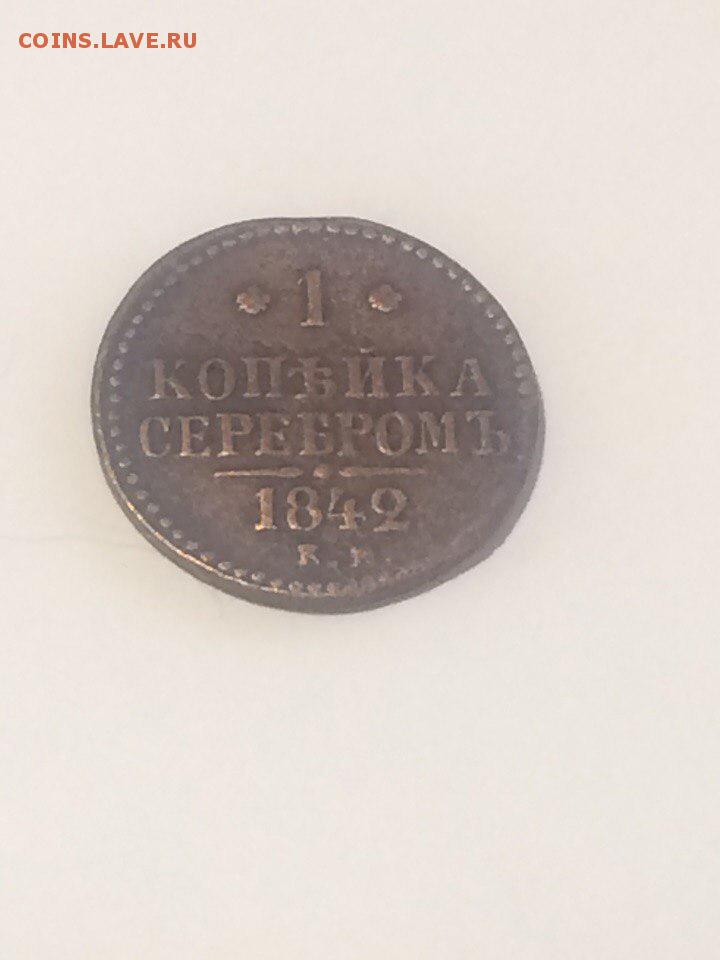 COINS.LAVE.RU
* 1 *
КОПѢЙКА
СЕРЕБРОМЪ
1842